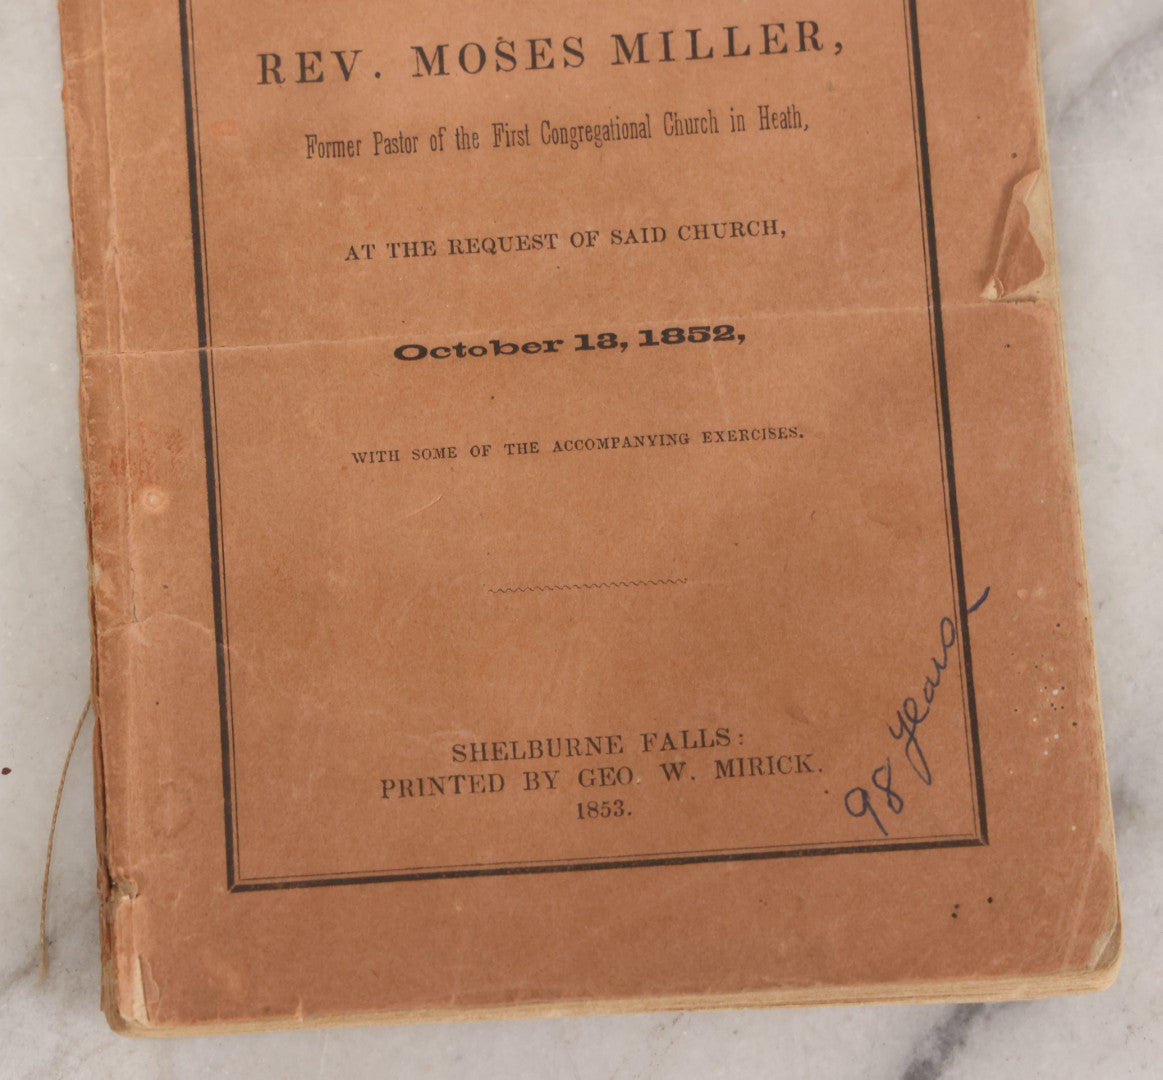 REV. MOSES MILLER,
Former Pastor of the First Congregational Church in Heath,
AT THE REQUEST OF SAID CHURCH,
October 13, 1852,
WITH SOME OF THE ACCOMPANYING EXERCISES.
SHELBURNE FALLS:
PRINTED BY GEO. W. MIRICK.
1853.
98 years-